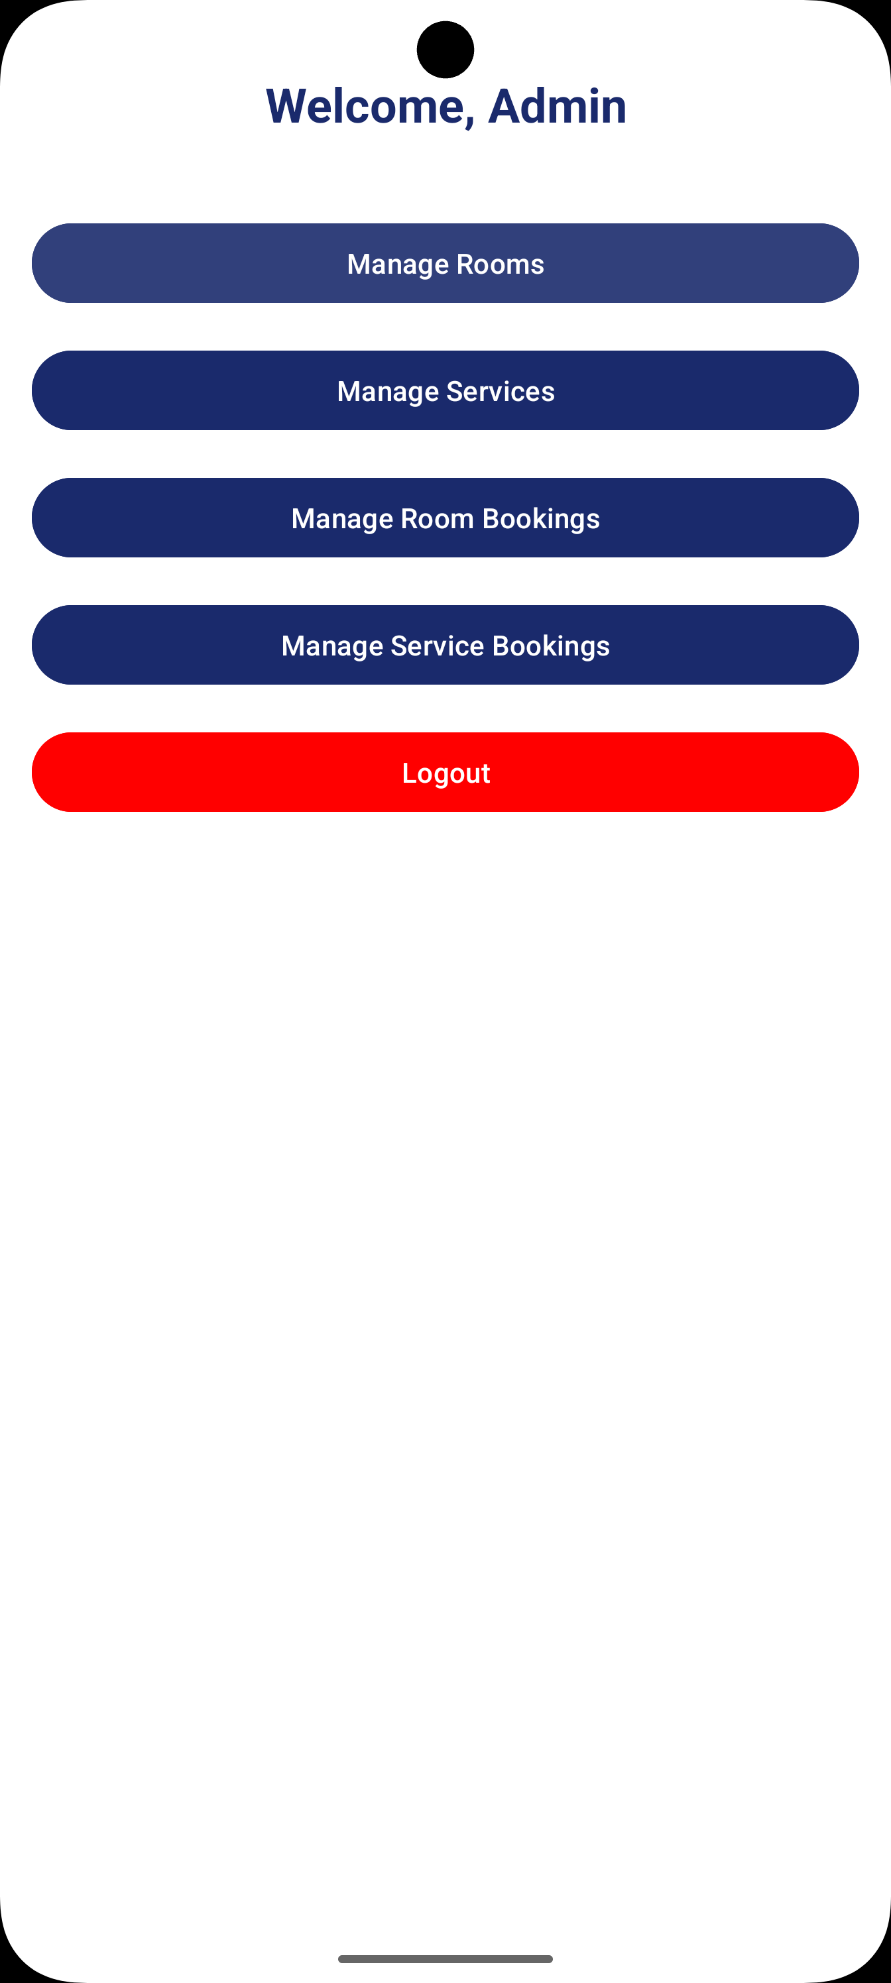 Welcome, Admin
Manage Rooms
Manage Services
Manage Room Bookings
Manage Service Bookings
Logout